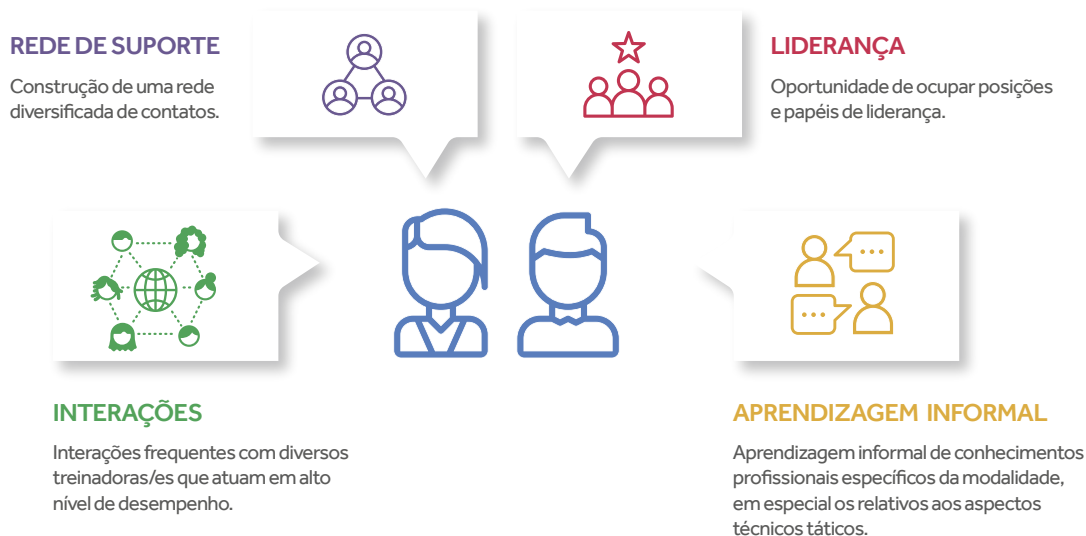 REDE DE SUPORTE
Construção de uma rede
diversificada de contatos.
LIDERANÇA
Oportunidade de ocupar posições
e papéis de liderança.
INTERAÇÕES
Interações frequentes com diversos
treinadoras/es que atuam em alto
nível de desempenho.
APRENDIZAGEM INFORMAL
Aprendizagem informal de conhecimentos
profissionais específicos da modalidade,
em especial os relativos aos aspectos
técnicos táticos.